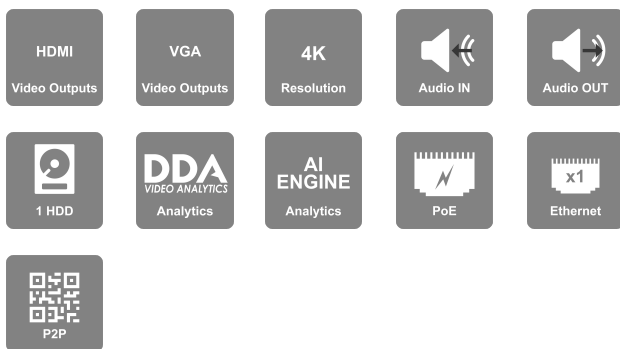 HDMI
Video Outputs
VGA
Video Outputs
4K
Resolution
Audio IN
Audio OUT
1 HDD
DDA
VIDEO ANALYTICS
Analytics
AI
ENGINE
Analytics
PoE
x1
Ethernet
P2P